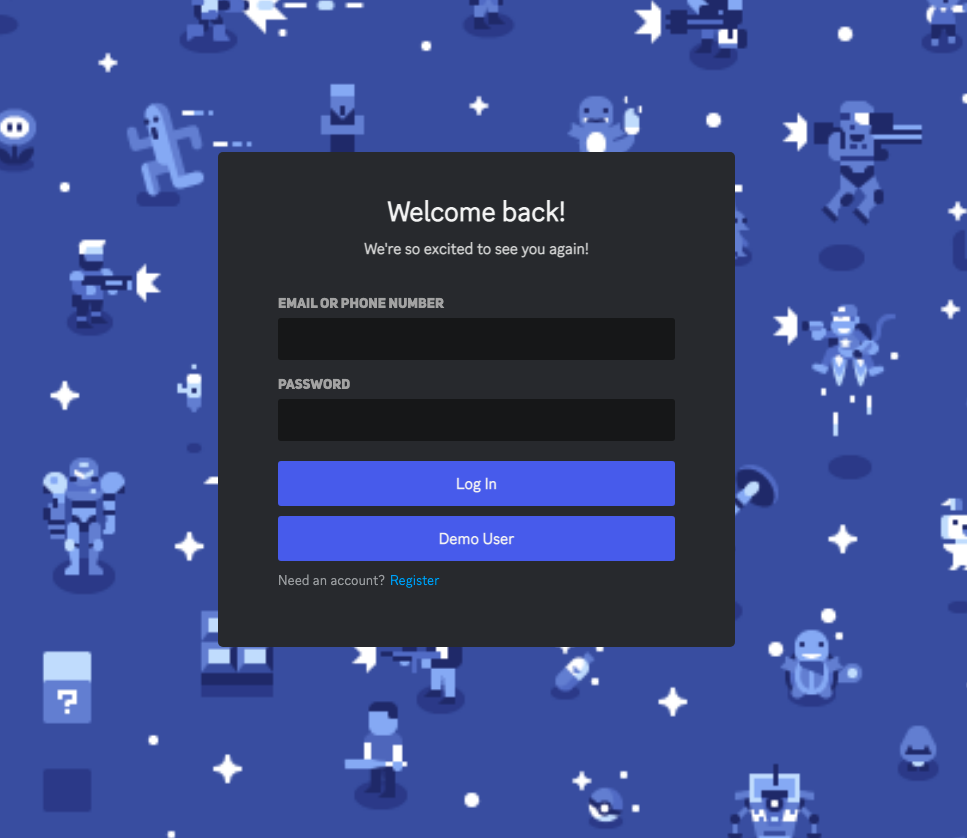 Welcome back!
We're so excited to see you again!
EMAIL OR PHONE NUMBER
PASSWORD
Log In
Demo User
Need an account? Register
?